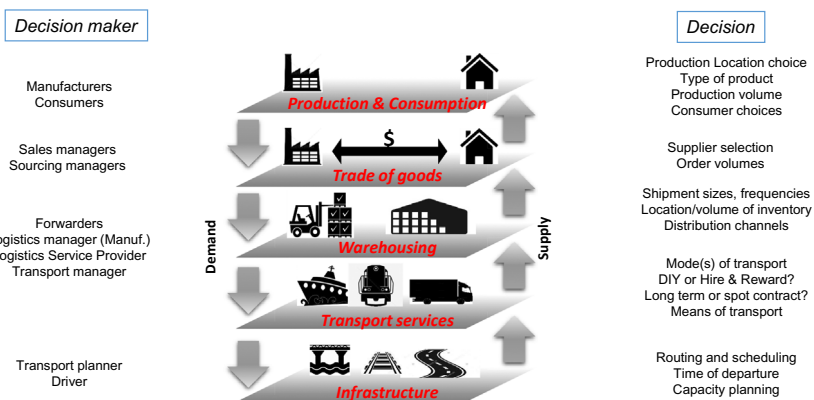 Decision maker
Decision
Manufacturers
Consumers
Production & Consumption
Production Location choice
Type of product
Production volume
Consumer choices
Sales managers
Sourcing managers
$
Trade of goods
Supplier selection
Order volumes
Forwarders
ogistics manager (Manuf.)
ogistics Service Provider
Transport manager
Demand
Warehousing
Supply
Shipment sizes, frequencies
Location/volume of inventory
Distribution channels
Transport services
Mode(s) of transport
DIY or Hire & Reward?
Long term or spot contract?
Means of transport
Transport planner
Driver
Infrastructure
Routing and scheduling
Time of departure
Capacity planning